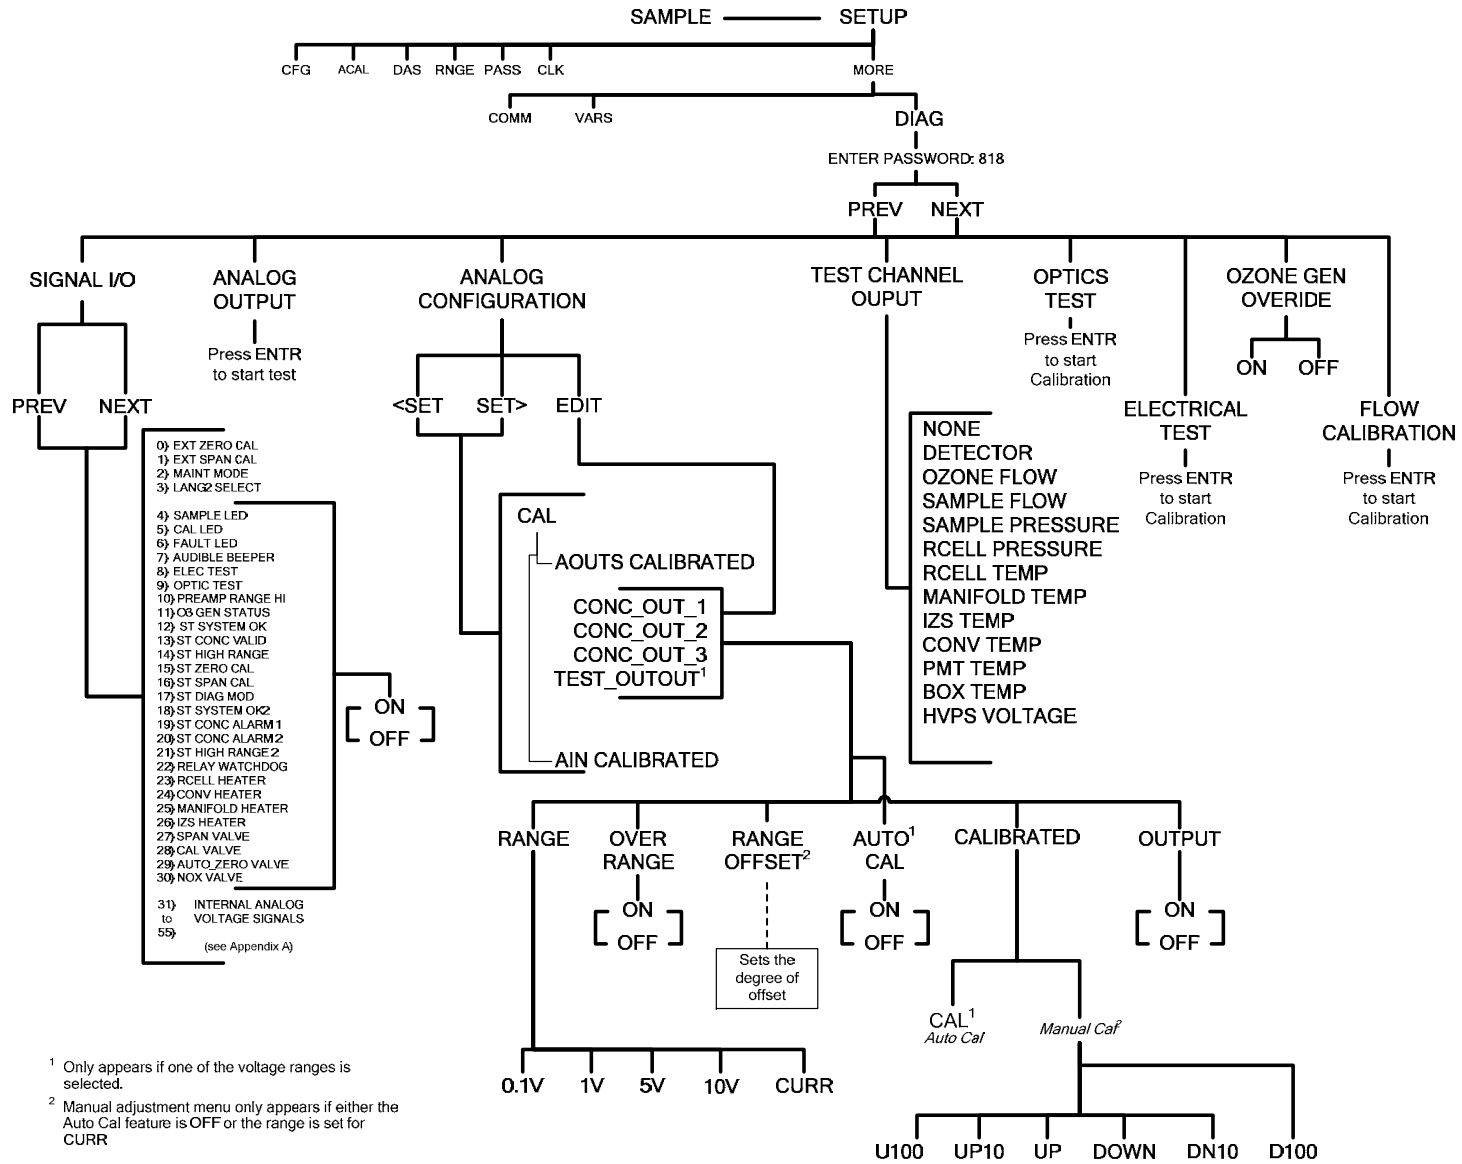 SAMPLE SETUP
CFG ACAL DAS RNGE PASS CLK MORE
COMM VARS DIAG
ENTER PASSWORD: 818
PREV NEXT
SIGNAL I/O
PREV NEXT
0) EXT ZERO CAL
1) EXT SPAN CAL
2) MAINT MODE
3) LANG2 SELECT
4) SAMPLE LED
5) CAL LED
6) FAULT LED
7) AUDIBLE BEEPER
8) ELEC TEST
9) OPTIC TEST
10) PREAMP RANGE HI
11) O3 GEN STATUS
12) ST SYSTEM OK
13) ST CONC VALID
14) ST HIGH RANGE
15) ST ZERO CAL
16) ST SPAN CAL
17) ST DIAG MOD
18) ST SYSTEM OK2
19) ST CONC ALARM 1
20) ST CONC ALARM 2
21) ST HIGH RANGE 2
22) RELAY WATCHDOG
23) RCELL HEATER
24) CONV HEATER
25) MANIFOLD HEATER
26) IZS HEATER
27) SPAN VALVE
28) CAL VALVE
29) AUTO_ZERO VALVE
30) NOX VALVE
31) INTERNAL ANALOG
to VOLTAGE SIGNALS
55)
(see Appendix A)
ON
OFF
ANALOG
OUTPUT
Press ENTR
to start test
ANALOG
CONFIGURATION
<SET SET> EDIT
CAL
AOUTS CALIBRATED
CONC_OUT_1
CONC_OUT_2
CONC_OUT_3
TEST_OUTOUT1
AIN CALIBRATED
TEST CHANNEL
OUPUT
NONE
DETECTOR
OZONE FLOW
SAMPLE FLOW
SAMPLE PRESSURE
RCELL PRESSURE
RCELL TEMP
MANIFOLD TEMP
IZS TEMP
CONV TEMP
PMT TEMP
BOX TEMP
HVPS VOLTAGE
OPTICS
TEST
Press ENTR
to start
Calibration
ELECTRICAL
TEST
Press ENTR
to start
Calibration
OZONE GEN
OVERIDE
ON OFF
FLOW
CALIBRATION
Press ENTR
to start
Calibration
RANGE
0.1V 1V 5V 10V CURR
OVER
RANGE
ON
OFF
RANGE
OFFSET2
Sets the
degree of
offset
AUTO1
CAL
ON
OFF
CALIBRATED
CAL1
Auto Cal
Manual Cal2
U100 UP10 UP DOWN DN10 D100
OUTPUT
ON
OFF
1 Only appears if one of the voltage ranges is
selected.
2 Manual adjustment menu only appears if either the
Auto Cal feature is OFF or the range is set for
CURR